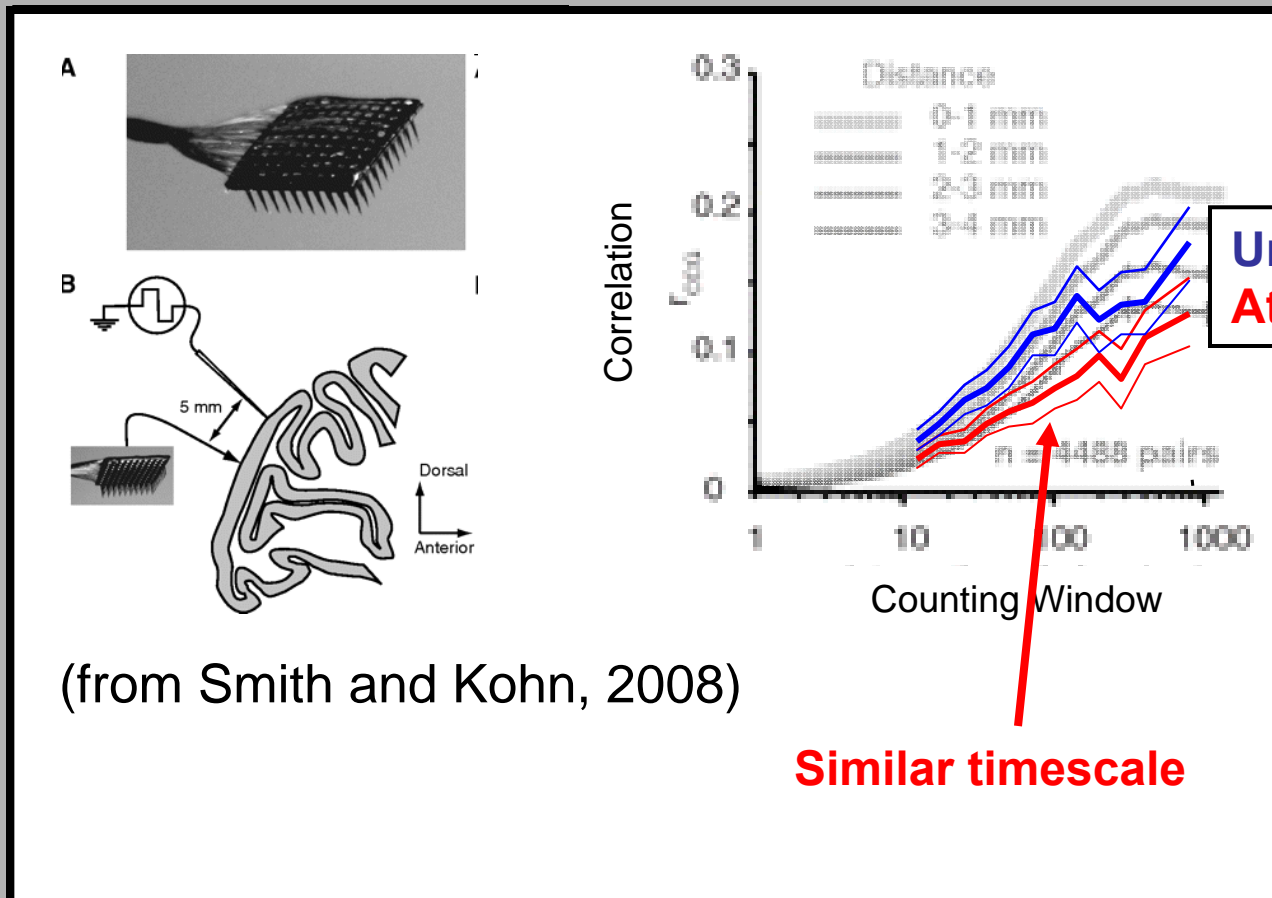 A
B
5 mm
Dorsal
Anterior
(from Smith and Kohn, 2008)
Correlation
0.3
0.2
0.1
0
Distance
0-1 mm
1-2 mm
2-3 mm
3-4 mm
pairs
1
10
100
1000
Counting Window
Similar timescale